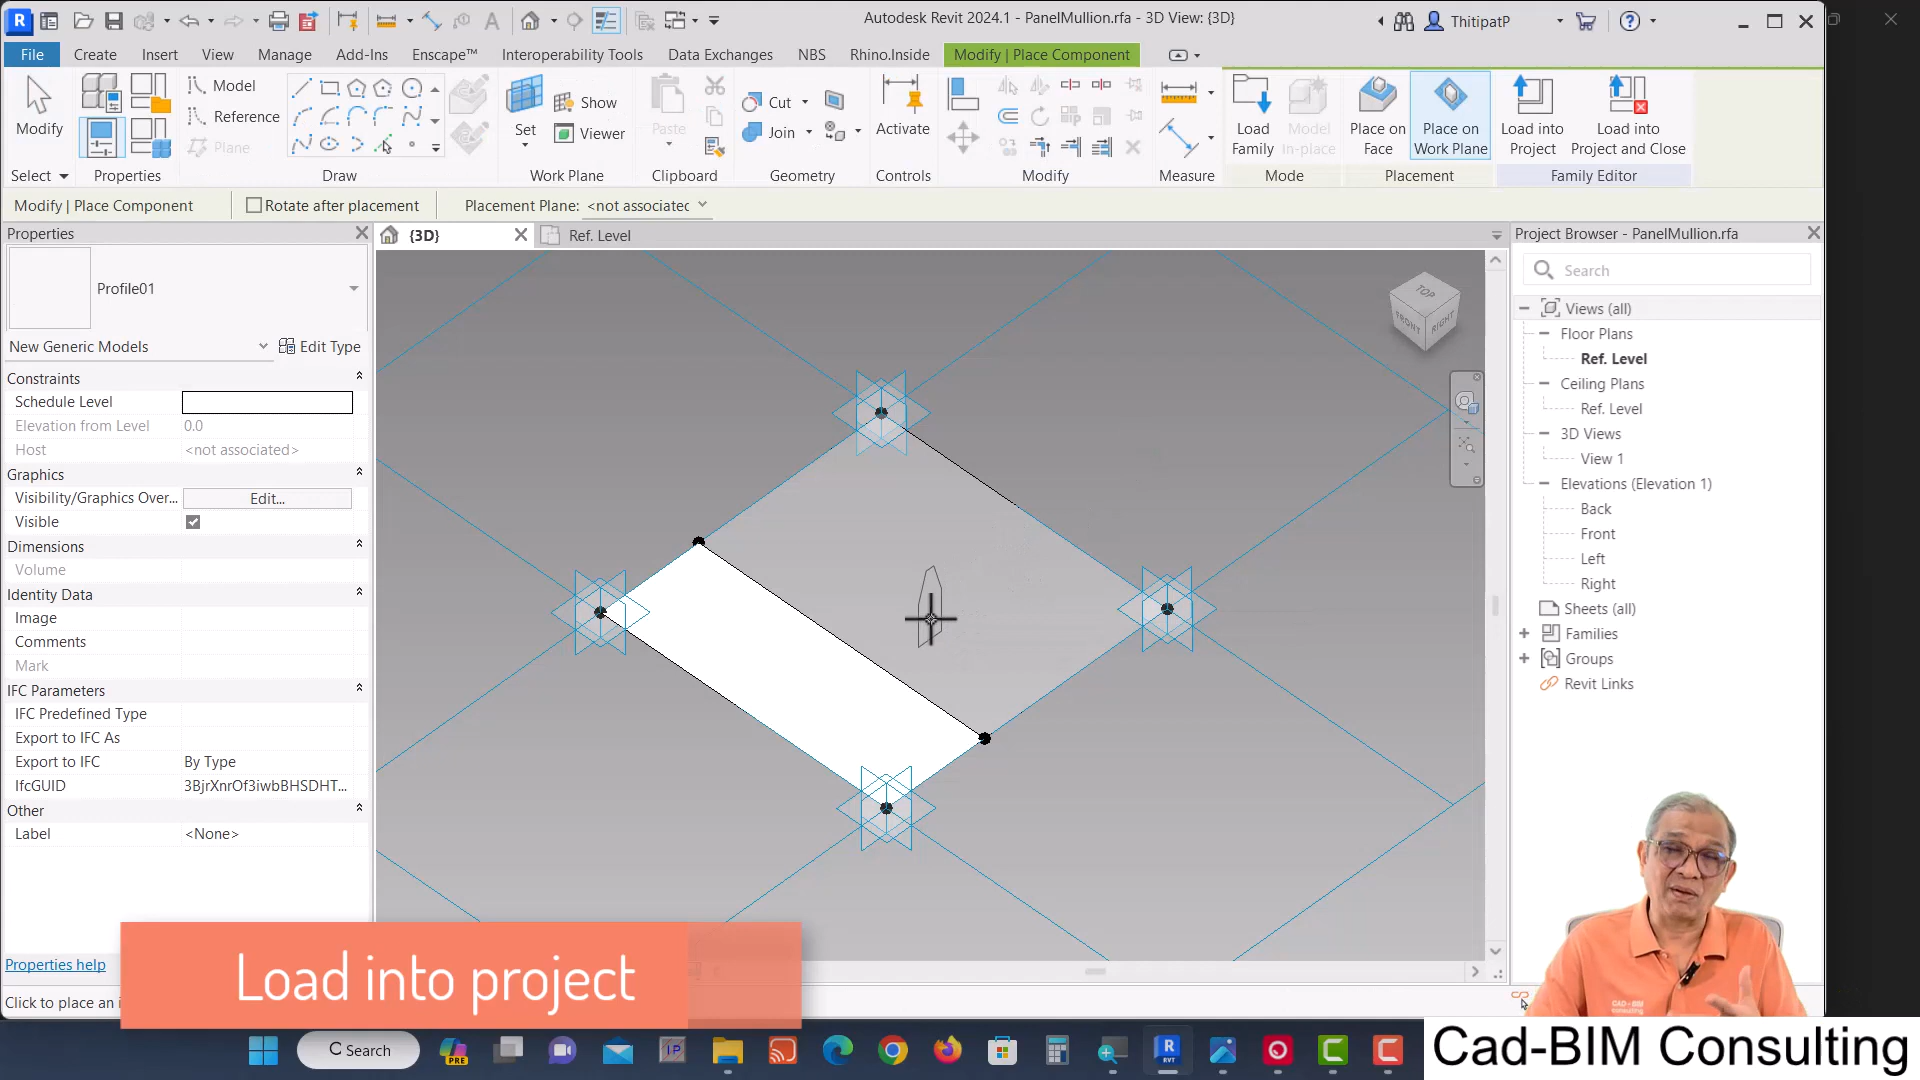 Autodesk Revit 2024.1 - PanelMullion.rfa - 3D View: {3D}
ThitipatP
File
Create
Insert
View
Manage
Add-Ins
Enscape™
Interoperability Tools
Data Exchanges
NBS
Rhino.Inside
Modify | Place Component
Modify
Model
Reference
Plane
Set
Show
Viewer
Paste
Cut
Join
Activate
Load Family
Model In-place
Place on Face
Place on Work Plane
Load into Project
Load into Project and Close
Select
Properties
Draw
Work Plane
Clipboard
Geometry
Controls
Modify
Measure
Mode
Placement
Family Editor
Modify | Place Component
Rotate after placement
Placement Plane: <not associatec
Properties
{3D}
Ref. Level
Project Browser - PanelMullion.rfa
Profile01
Search
New Generic Models
Edit Type
Constraints
Schedule Level
Elevation from Level 0.0
Host <not associated>
Graphics
Visibility/Graphics Over... Edit...
Visible
Dimensions
Volume
Identity Data
Image
Comments
Mark
IFC Parameters
IFC Predefined Type
Export to IFC As
Export to IFC By Type
IfcGUID 3BjrXnrOf3iwbBHSDHT...
Other
Label <None>
Properties help
Click to place an i
TOP
FRONT
RIGHT
Views (all)
Floor Plans
Ref. Level
Ceiling Plans
Ref. Level
3D Views
View 1
Elevations (Elevation 1)
Back
Front
Left
Right
Sheets (all)
Families
Groups
Revit Links
Load into project
CAD-BIM
consulting
Search
PRE
IP
RVT
Cad-BIM Consulting